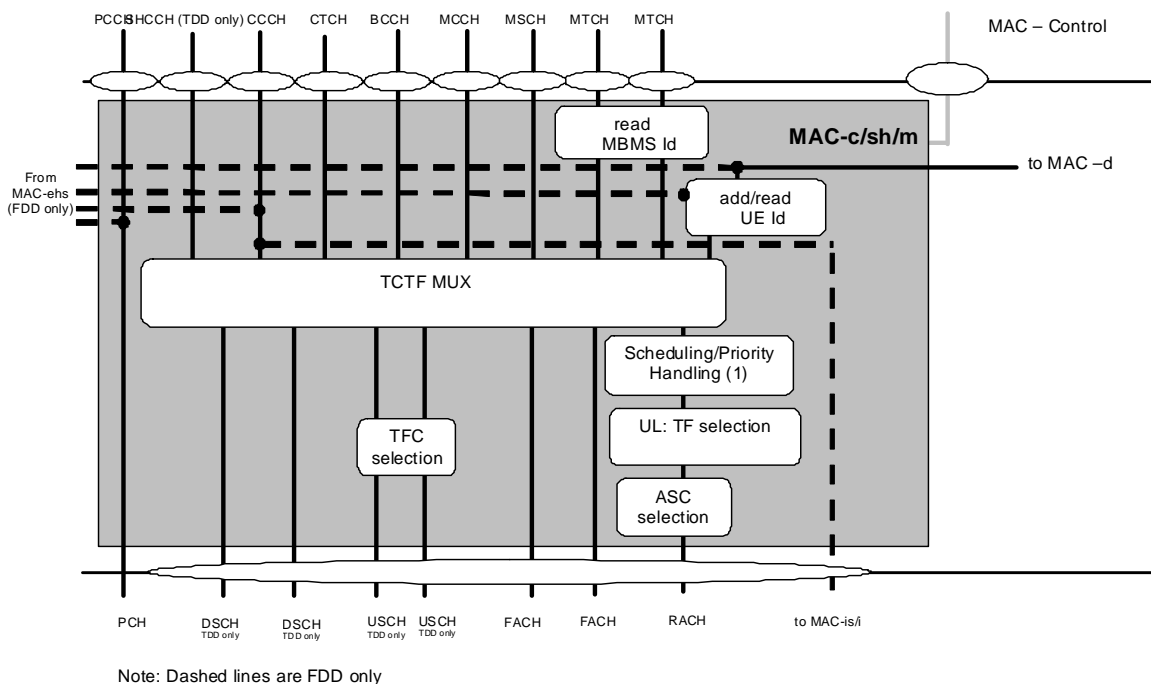 PCCH SHCCH (TDD only) CCCH CTCH BCCH MCCH MSCH MTCH MTCH
MAC – Control
read
MBMS Id
MAC-c/sh/m
to MAC –d
From
MAC-ehs
(FDD only)
add/read
UE Id
TCTF MUX
Scheduling/Priority
Handling (1)
UL: TF selection
TFC
selection
ASC
selection
PCH
DSCH
TDD only
DSCH
TDD only
USCH
TDD only
USCH
TDD only
FACH
FACH
RACH
to MAC-is/i
Note: Dashed lines are FDD only